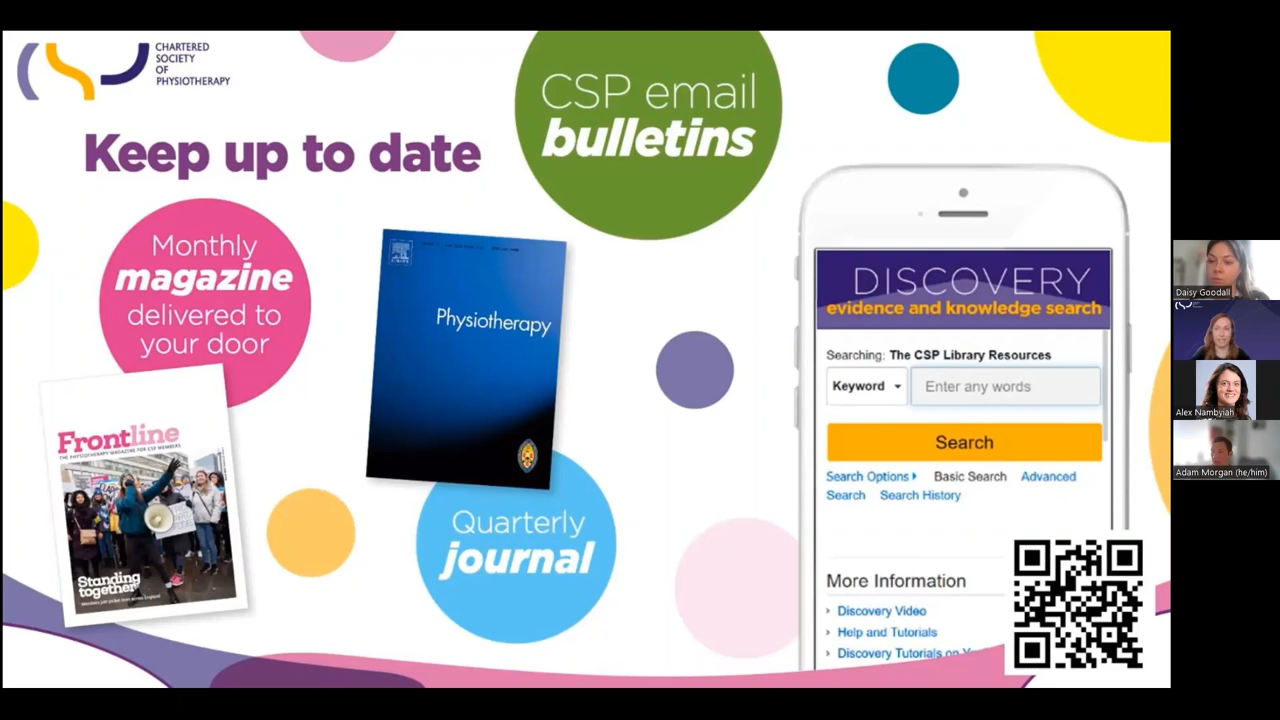 CHARTERED
SOCIETY
OF
PHYSIOTHERAPY
Keep up to date
CSP email
bulletins
Monthly
magazine
delivered to
your door
Frontline
THE PHYSIOTHERAPY MAGAZINE FOR CSP MEMBERS
Standing
together
Physiotherapy
Quarterly
journal
DISCOVERY
evidence and knowledge search
Searching: The CSP Library Resources
Keyword
Enter any words
Search
Search Options
Basic Search
Advanced
Search
Search History
More Information
Discovery Video
Help and Tutorials
Discovery Tutorials on
Daisy Goodall
Alex Nambyiah
Adam Morgan (he/him)